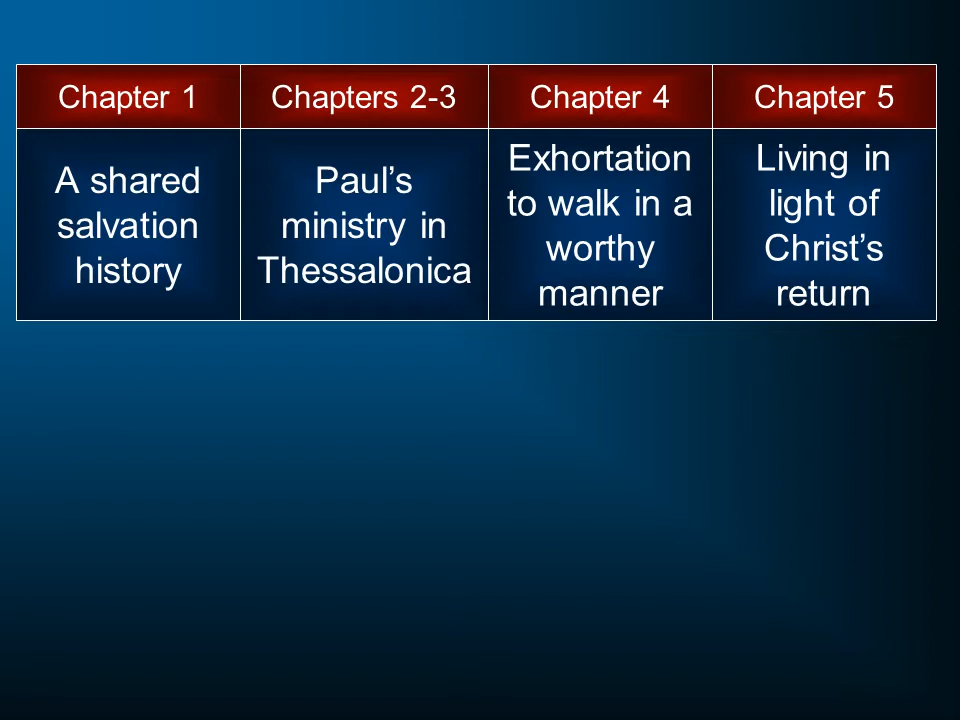 Chapter 1
Chapters 2-3
Chapter 4
Chapter 5
A shared
salvation
history
Paul’s
ministry in
Thessalonica
Exhortation
to walk in a
worthy
manner
Living in
light of
Christ’s
return